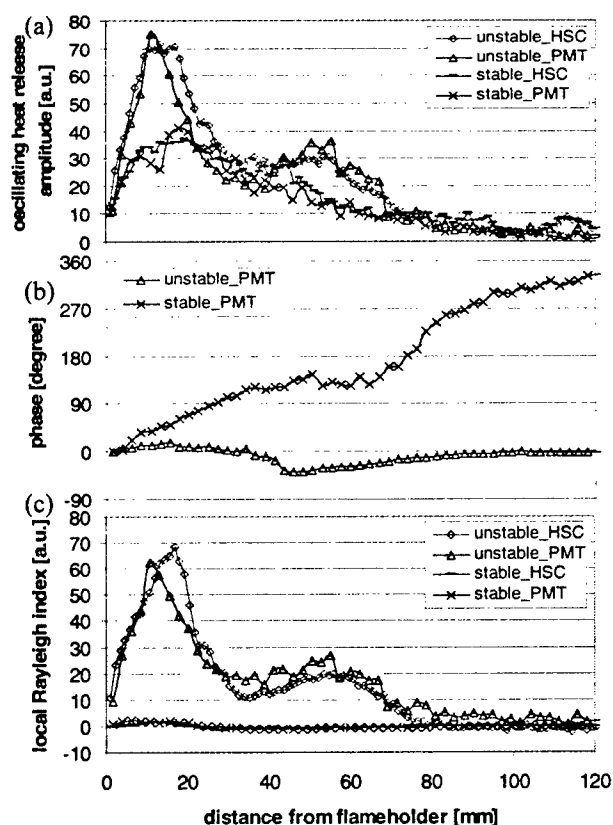 (a)
80
70
60
50
40
30
20
10
0
oscillating heat release
amplitude [a.u.]
unstable_HSC
unstable_PMT
stable_HSC
stable_PMT
(b)
360
270
180
90
0
-90
phase [degree]
unstable_PMT
stable_PMT
(c)
80
70
60
50
40
30
20
10
0
-10
local Rayleigh index [a.u.]
unstable_HSC
unstable_PMT
stable_HSC
stable_PMT
0 20 40 60 80 100 120
distance from flameholder [mm]